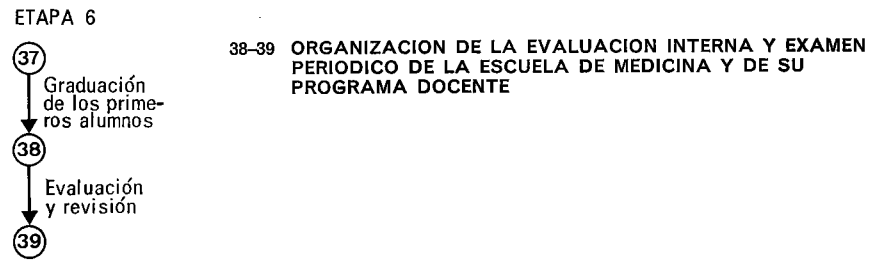 ETAPA 6
37
Graduación
de los prime-
ros alumnos
38
Evaluación
y revisión
39
38–39 ORGANIZACION DE LA EVALUACION INTERNA Y EXAMEN
PERIODICO DE LA ESCUELA DE MEDICINA Y DE SU
PROGRAMA DOCENTE